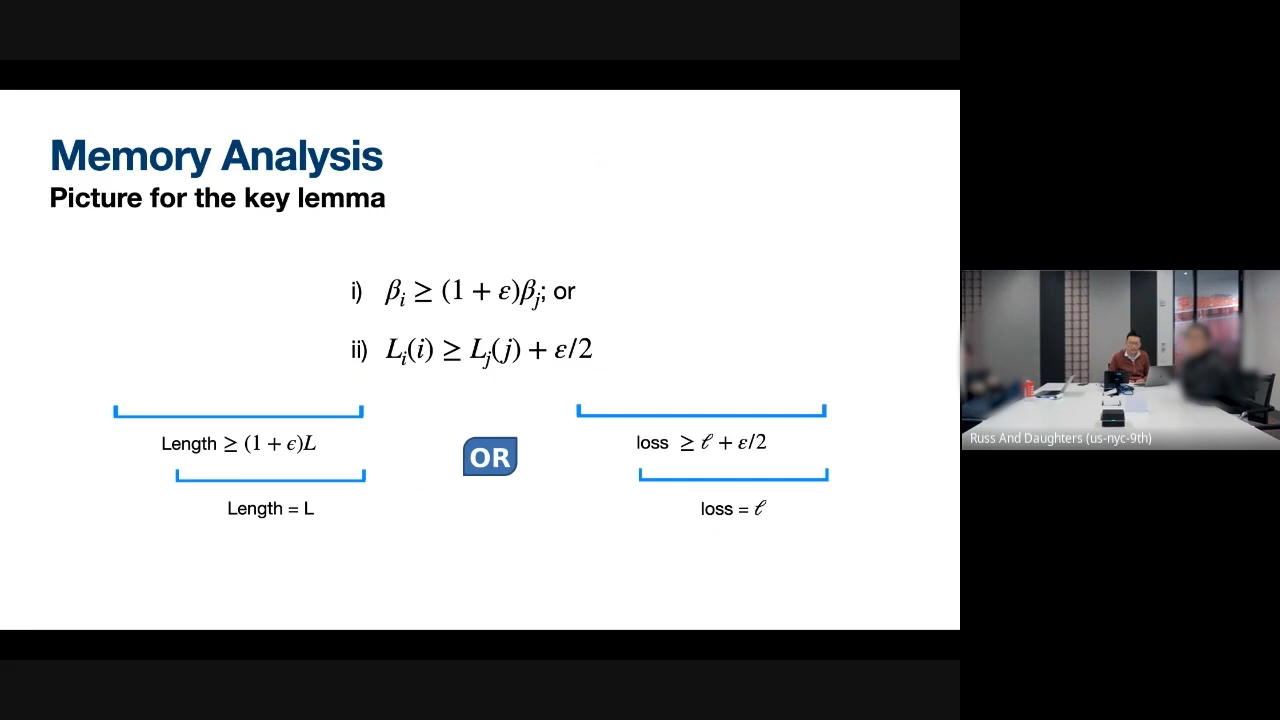 Memory Analysis
Picture for the key lemma
i) βᵢ ≥ (1 + ε)βⱼ; or
ii) Lᵢ(i) ≥ Lⱼ(j) + ε/2
Length ≥ (1 + ϵ)L
Length = L
OR
loss ≥ ℓ + ε/2
loss = ℓ
Russ And Daughters (us-nyc-9th)